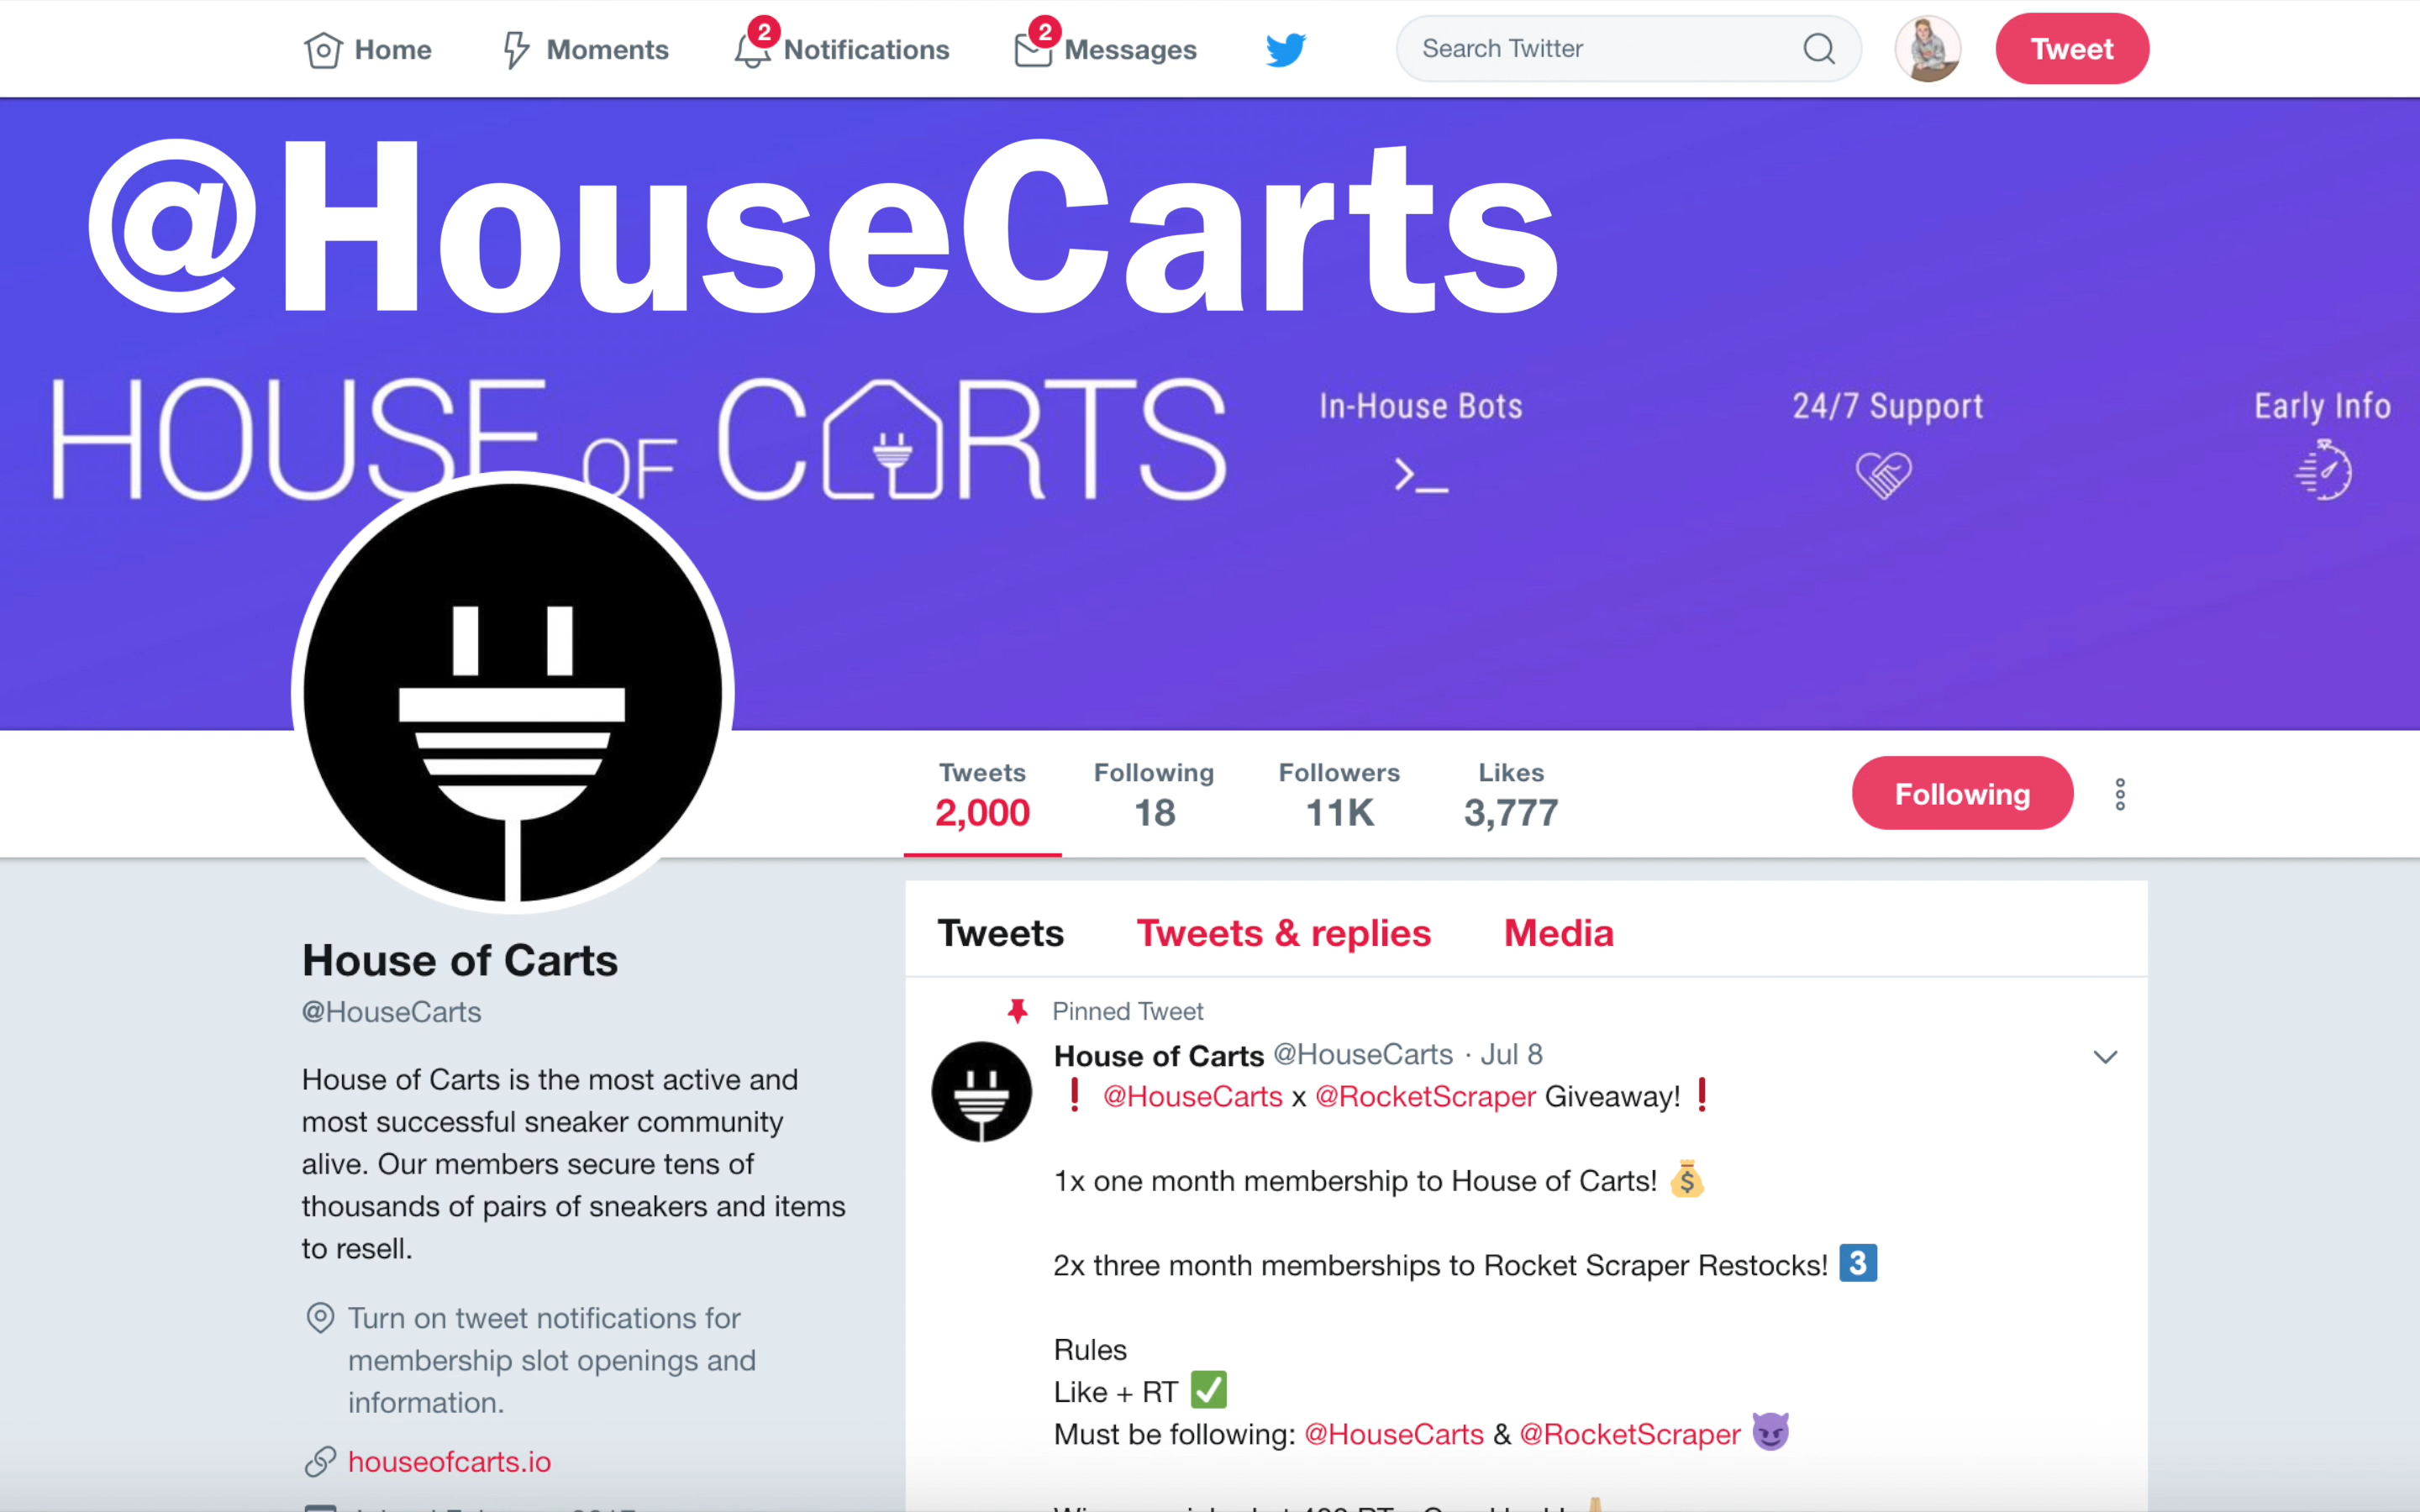 Home Moments 2 Notifications 2 Messages Search Twitter Tweet
@HouseCarts
HOUSE OF CARTS
In-House Bots 24/7 Support Early Info
Tweets Following Followers Likes
2,000 18 11K 3,777
Following
House of Carts
@HouseCarts
House of Carts is the most active and
most successful sneaker community
alive. Our members secure tens of
thousands of pairs of sneakers and items
to resell.
Turn on tweet notifications for
membership slot openings and
information.
houseofcarts.io
Tweets Tweets & replies Media
Pinned Tweet
House of Carts @HouseCarts · Jul 8
❗ @HouseCarts x @RocketScraper Giveaway! ❗
1x one month membership to House of Carts! 💰
2x three month memberships to Rocket Scraper Restocks! 3️⃣
Rules
Like + RT ✅
Must be following: @HouseCarts & @RocketScraper 😈